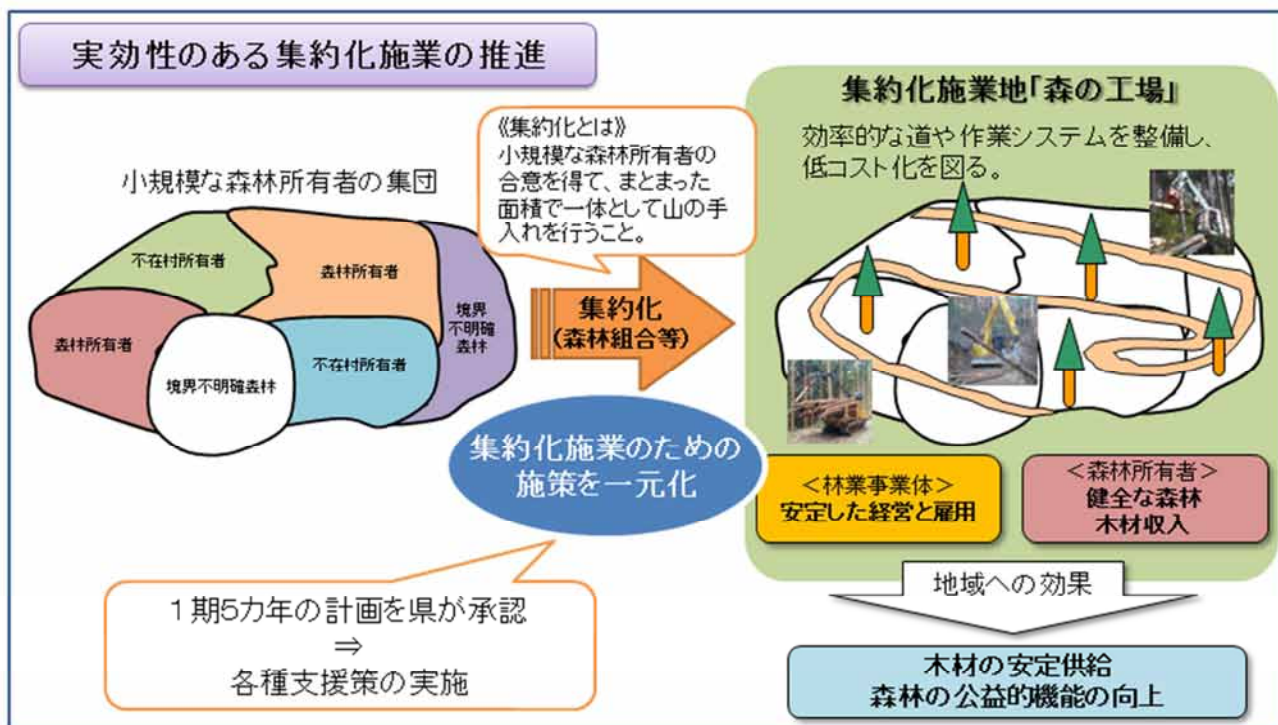 実効性のある集約化施業の推進
小規模な森林所有者の集団
不在村所有者
森林所有者
境界
不明確
森林
森林所有者
境界不明確森林
不在村所有者
《集約化とは》
小規模な森林所有者の
合意を得て、まとまった
面積で一体として山の手
入れを行うこと。
集約化
(森林組合等)
集約化施業のための
施策を一元化
1期5カ年の計画を県が承認
⇒
各種支援策の実施
集約化施業地「森の工場」
効率的な道や作業システムを整備し、
低コスト化を図る。
<林業事業体>
安定した経営と雇用
<森林所有者>
健全な森林
木材収入
地域への効果
木材の安定供給
森林の公益的機能の向上